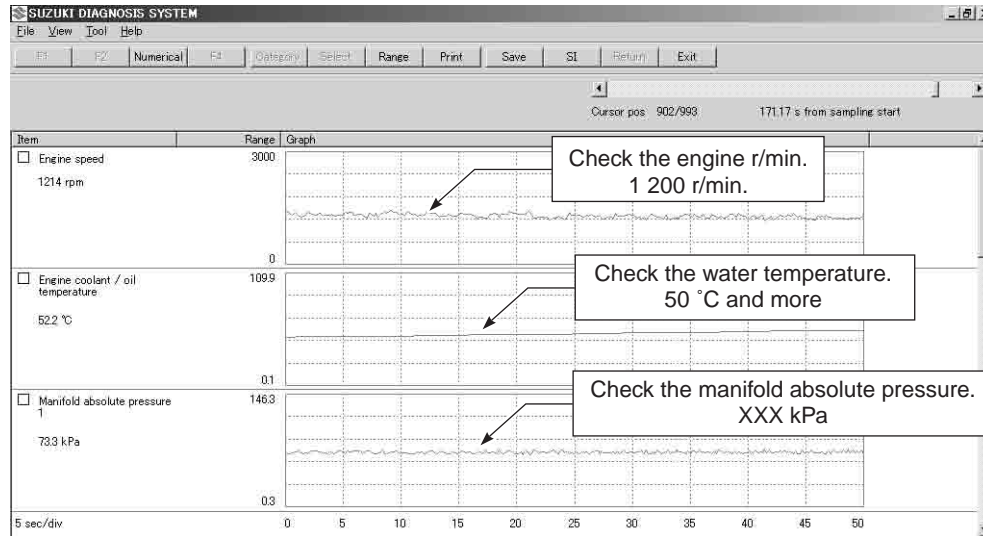 SUZUKI DIAGNOSIS SYSTEM
File View Tool Help
F1 F2 Numerical F4 Category Select Range Print Save SI Return Exit
Cursor pos 902/993 171.17 s from sampling start
Item Range Graph
Engine speed 3000
1214 rpm
0
Check the engine r/min.
1 200 r/min.
Engine coolant / oil 109.9
temperature
52.2 ℃
0.1
Check the water temperature.
50 ˚C and more
Manifold absolute pressure 146.3
1
73.3 kPa
0.3
Check the manifold absolute pressure.
XXX kPa
5 sec/div 0 5 10 15 20 25 30 35 40 45 50